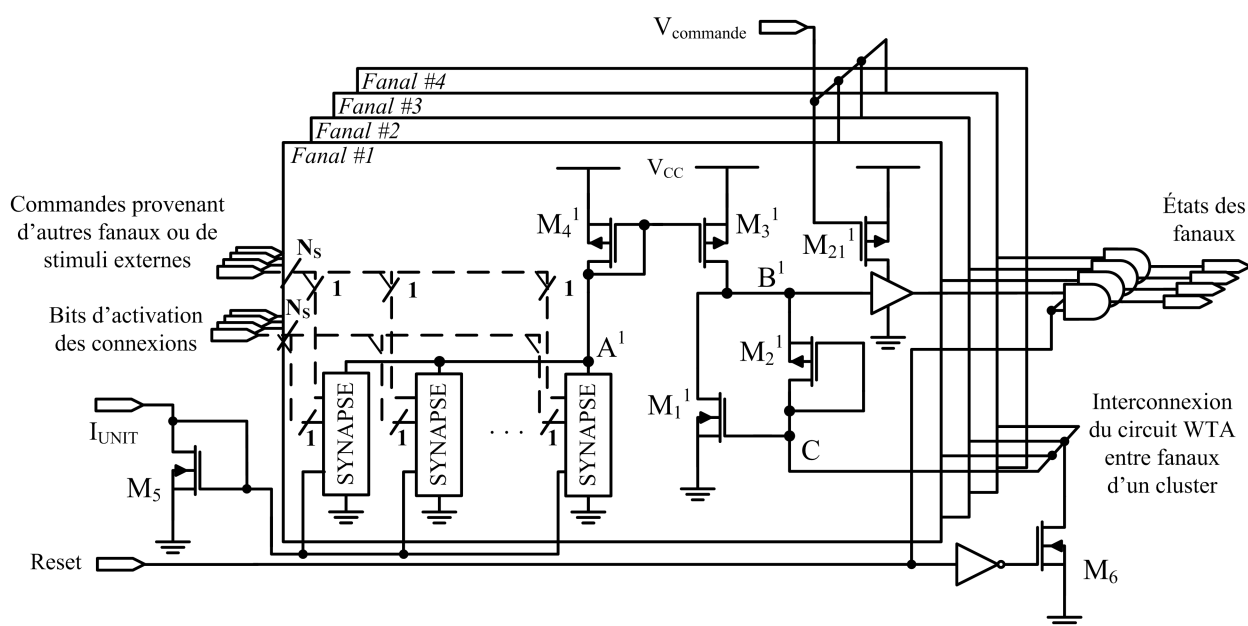 V_commande
Fanal #4
Fanal #3
Fanal #2
Fanal #1
V_CC
Commandes provenant
d’autres fanaux ou de
stimuli externes
N_S
1
1
1
M_4^1
M_3^1
M_21^1
États des
fanaux
B^1
Bits d’activation
des connexions
N_S
A^1
M_2^1
I_UNIT
1
SYNAPSE
1
SYNAPSE
. . .
1
SYNAPSE
M_1^1
C
Interconnexion
du circuit WTA
entre fanaux
d’un cluster
M_5
Reset
M_6